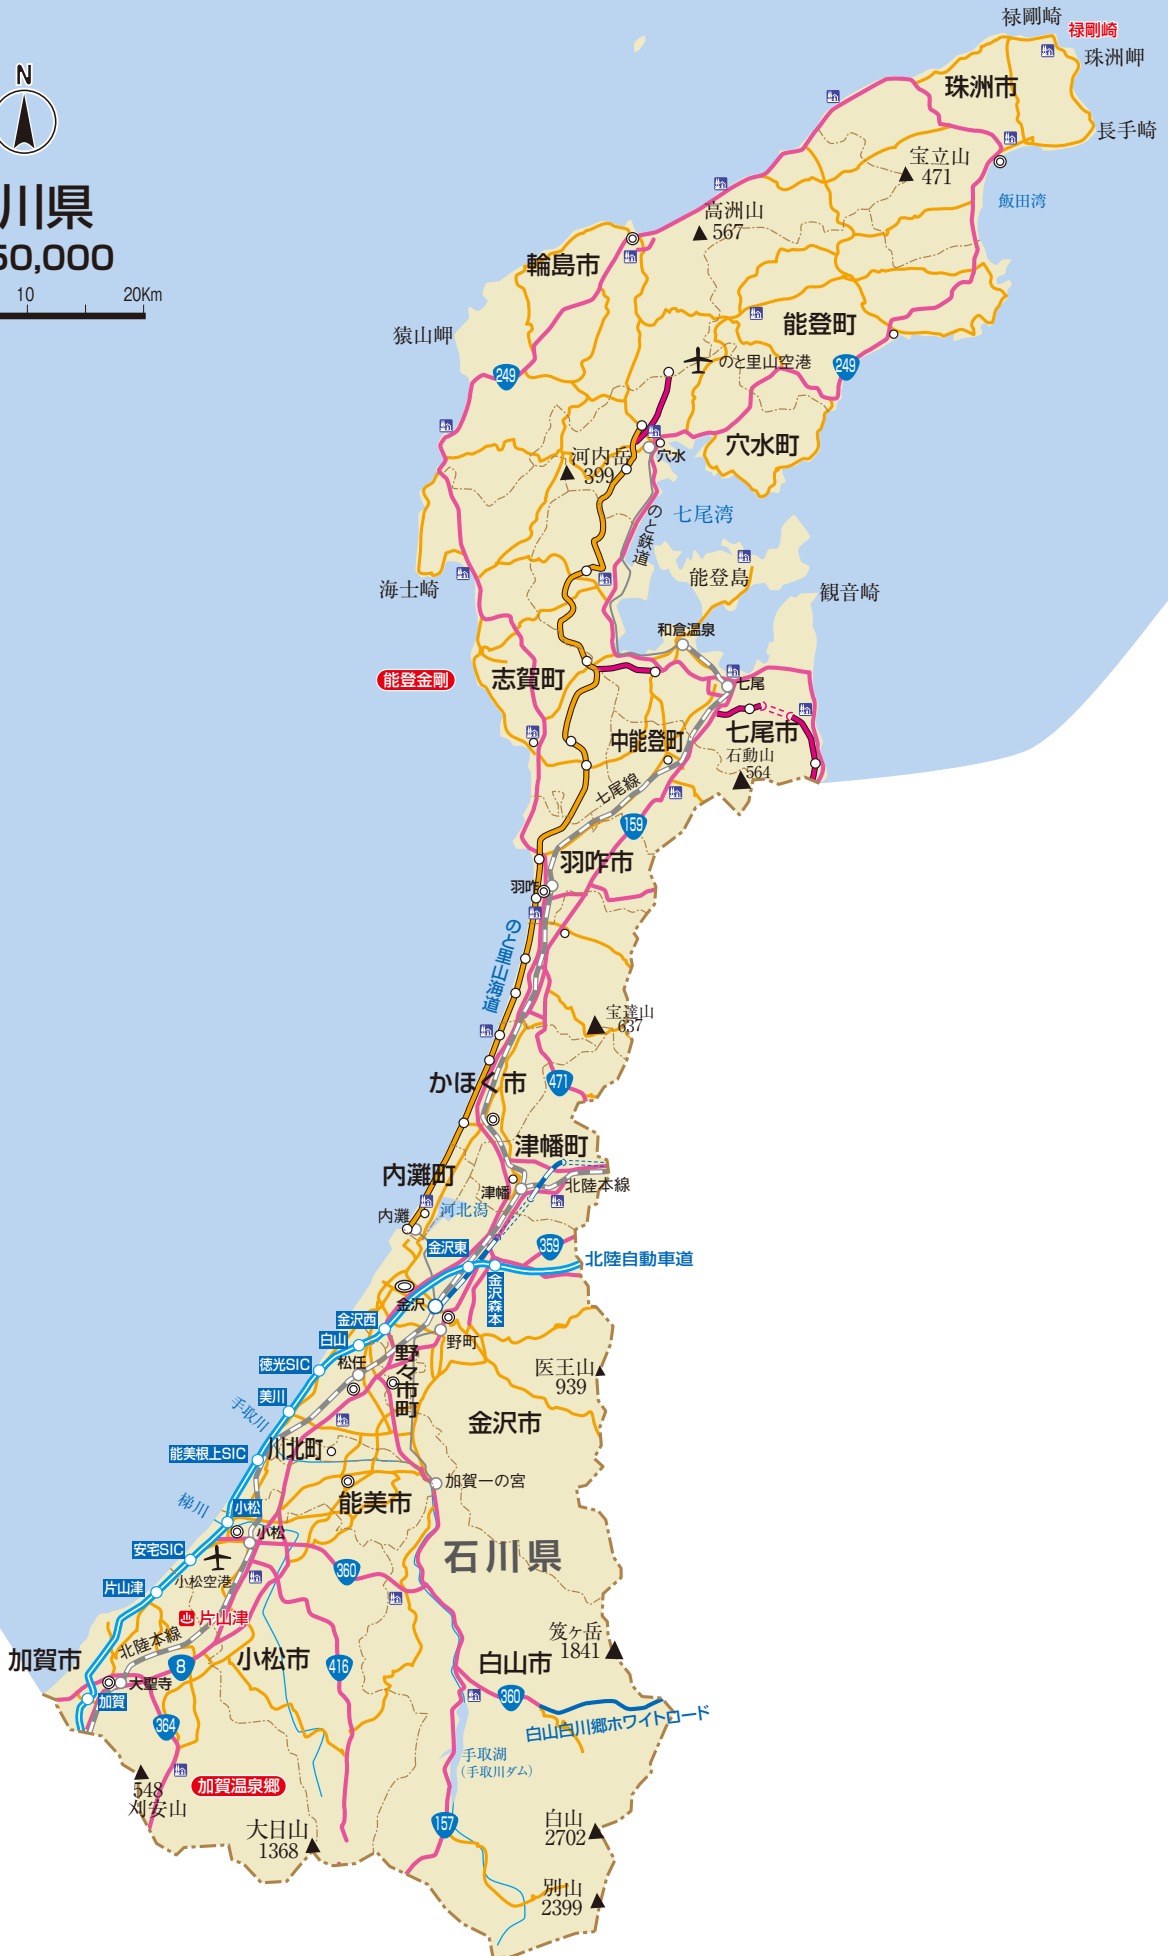 禄剛崎
禄剛崎
珠洲岬
珠洲市
長手崎
N
宝立山
471
飯田湾
川県
50,000
高洲山
567
輪島市
10
20Km
能登町
猿山岬
249
のと里山空港
249
穴水町
河内岳
399
穴水
七尾湾
のと鉄道
能登島
海士崎
観音崎
和倉温泉
能登金剛
志賀町
七尾
七尾市
中能登町
石動山
564
七尾線
159
羽咋市
羽咋
のと里山海道
宝達山
637
かほく市
471
津幡町
内灘町
津幡
北陸本線
内灘
河北潟
金沢東
359
北陸自動車道
金沢森本
金沢
金沢西
白山
野町
野々市町
徳光SIC
松任
医王山
939
美川
手取川
金沢市
能美根上SIC
川北町
加賀一の宮
能美市
梯川
小松
小松
安宅SIC
石川県
小松空港
360
片山津
片山津
笈ヶ岳
1841
北陸本線
加賀市
8
小松市
416
白山市
大聖寺
360
加賀
364
白山白川郷ホワイトロード
手取湖
(手取川ダム)
548
刈安山
加賀温泉郷
大日山
1368
157
白山
2702
別山
2399